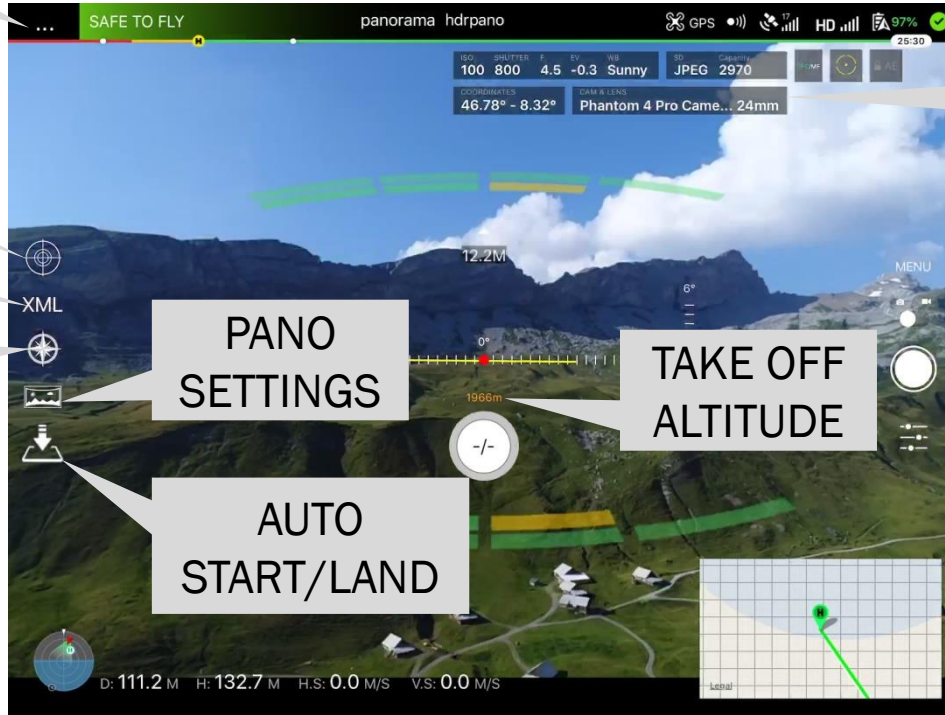 ... SAFE TO FLY panorama hdrpano GPS 17 HD 97%
25:30
ISO SHUTTER F. EV WB SD Capacity
100 800 4.5 -0.3 Sunny JPEG 2970 AE
COORDINATES CAM & LENS
46.78° - 8.32° Phantom 4 Pro Came... 24mm
H
12.2M
MENU
6°
XML
0°
PANO
SETTINGS
TAKE OFF
ALTITUDE
1966m
-/-
AUTO
START/LAND
H
D: 111.2 M H: 132.7 M H.S: 0.0 M/S V.S: 0.0 M/S
Legal